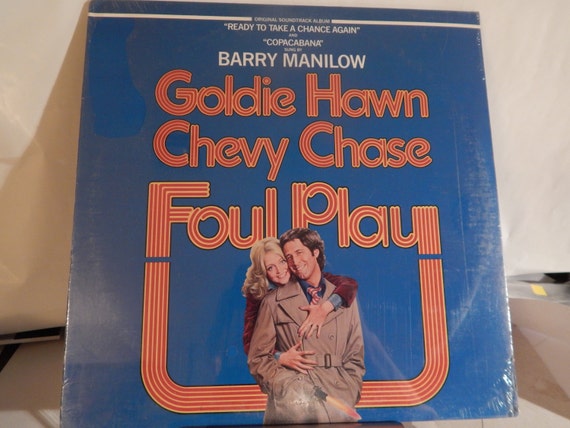 ORIGINAL SOUNDTRACK ALBUM
"READY TO TAKE A CHANCE AGAIN"
AND
"COPACABANA"
SUNG BY
BARRY MANILOW
Goldie Hawn
Chevy Chase
Foul Play